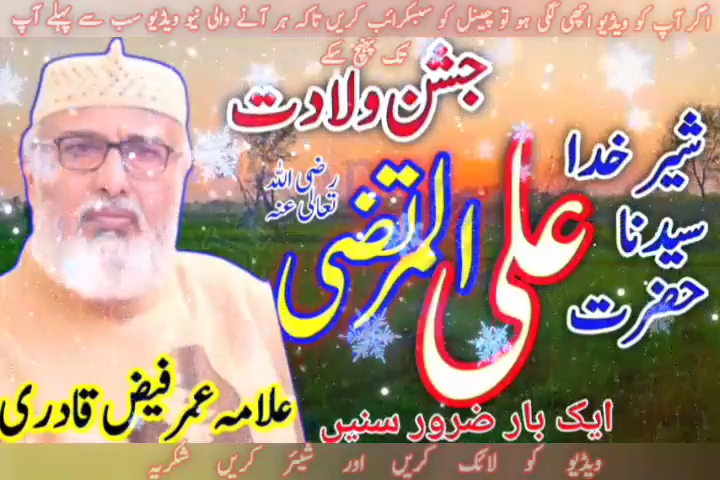 اگر آپ کو ویڈیو اچھی لگی ہو تو چینل کو سبسکرائب کریں تاکہ ہر آنے والی نیو ویڈیو سب سے پہلے آپ
تک پہنچ سکے
جشن ولادت
شیر خدا
سیدنا
حضرت
علی المرتضی
رضی اللہ
تعالیٰ عنہ
علامہ عمر فیض قادری
ایک بار ضرور سنیں
ویڈیو کو لائک کریں اور شیئر کریں شکریہ